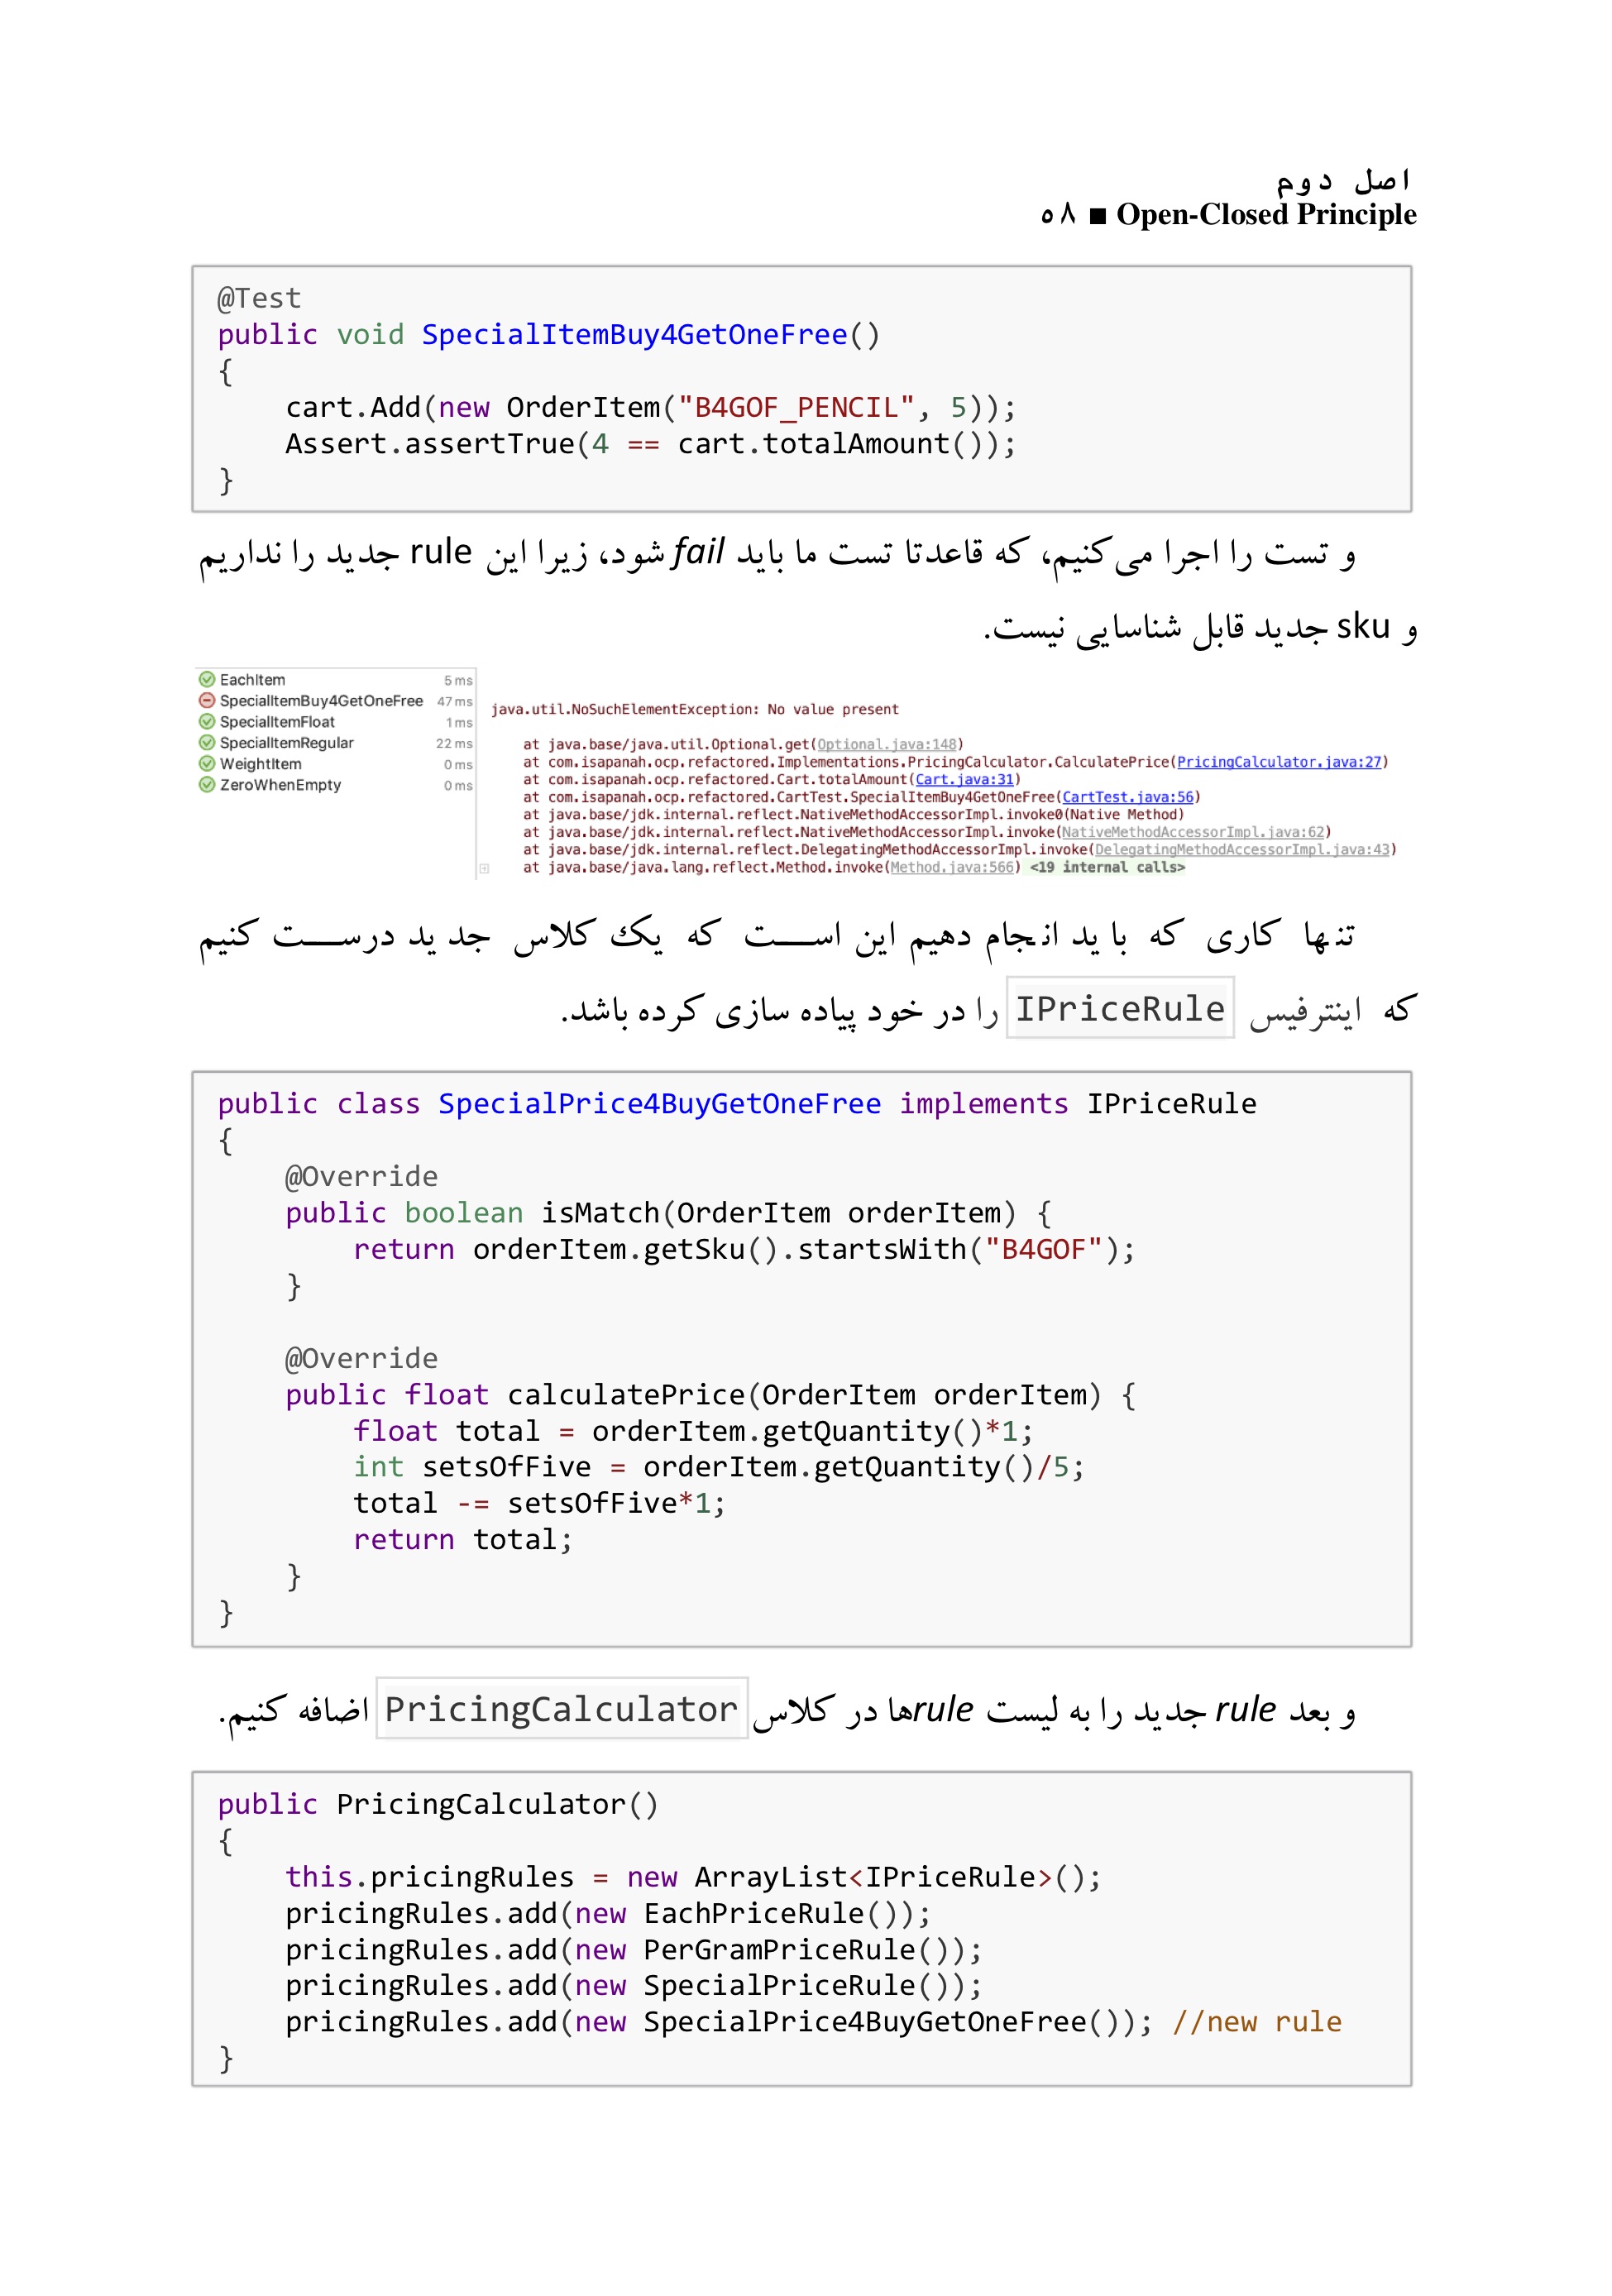 اصل دوم
Open-Closed Principle ■ ۵۸
@Test
public void SpecialItemBuy4GetOneFree()
{
    cart.Add(new OrderItem("B4GOF_PENCIL", 5));
    Assert.assertTrue(4 == cart.totalAmount());
}
و تست را اجرا می‌کنیم، که قاعدتا تست ما باید fail شود، زیرا این rule جدید را نداریم
و sku جدید قابل شناسایی نیست.
EachItem 5 ms
SpecialItemBuy4GetOneFree 47 ms
SpecialItemFloat 1 ms
SpecialItemRegular 22 ms
WeightItem 0 ms
ZeroWhenEmpty 0 ms
java.util.NoSuchElementException: No value present
at java.base/java.util.Optional.get(Optional.java:148)
at com.isapanah.ocp.refactored.Implementations.PricingCalculator.CalculatePrice(PricingCalculator.java:27)
at com.isapanah.ocp.refactored.Cart.totalAmount(Cart.java:31)
at com.isapanah.ocp.refactored.CartTest.SpecialItemBuy4GetOneFree(CartTest.java:56)
at java.base/jdk.internal.reflect.NativeMethodAccessorImpl.invoke0(Native Method)
at java.base/jdk.internal.reflect.NativeMethodAccessorImpl.invoke(NativeMethodAccessorImpl.java:62)
at java.base/jdk.internal.reflect.DelegatingMethodAccessorImpl.invoke(DelegatingMethodAccessorImpl.java:43)
at java.base/java.lang.reflect.Method.invoke(Method.java:566) <19 internal calls>
تنها کاری که باید انجام دهیم این است که یک کلاس جدید درست کنیم
که اینترفیس IPriceRule را در خود پیاده سازی کرده باشد.
public class SpecialPrice4BuyGetOneFree implements IPriceRule
{
    @Override
    public boolean isMatch(OrderItem orderItem) {
        return orderItem.getSku().startsWith("B4GOF");
    }
    @Override
    public float calculatePrice(OrderItem orderItem) {
        float total = orderItem.getQuantity()*1;
        int setsOfFive = orderItem.getQuantity()/5;
        total -= setsOfFive*1;
        return total;
    }
}
و بعد rule جدید را به لیست rule‌ها در کلاس PricingCalculator اضافه کنیم.
public PricingCalculator()
{
    this.pricingRules = new ArrayList<IPriceRule>();
    pricingRules.add(new EachPriceRule());
    pricingRules.add(new PerGramPriceRule());
    pricingRules.add(new SpecialPriceRule());
    pricingRules.add(new SpecialPrice4BuyGetOneFree()); //new rule
}